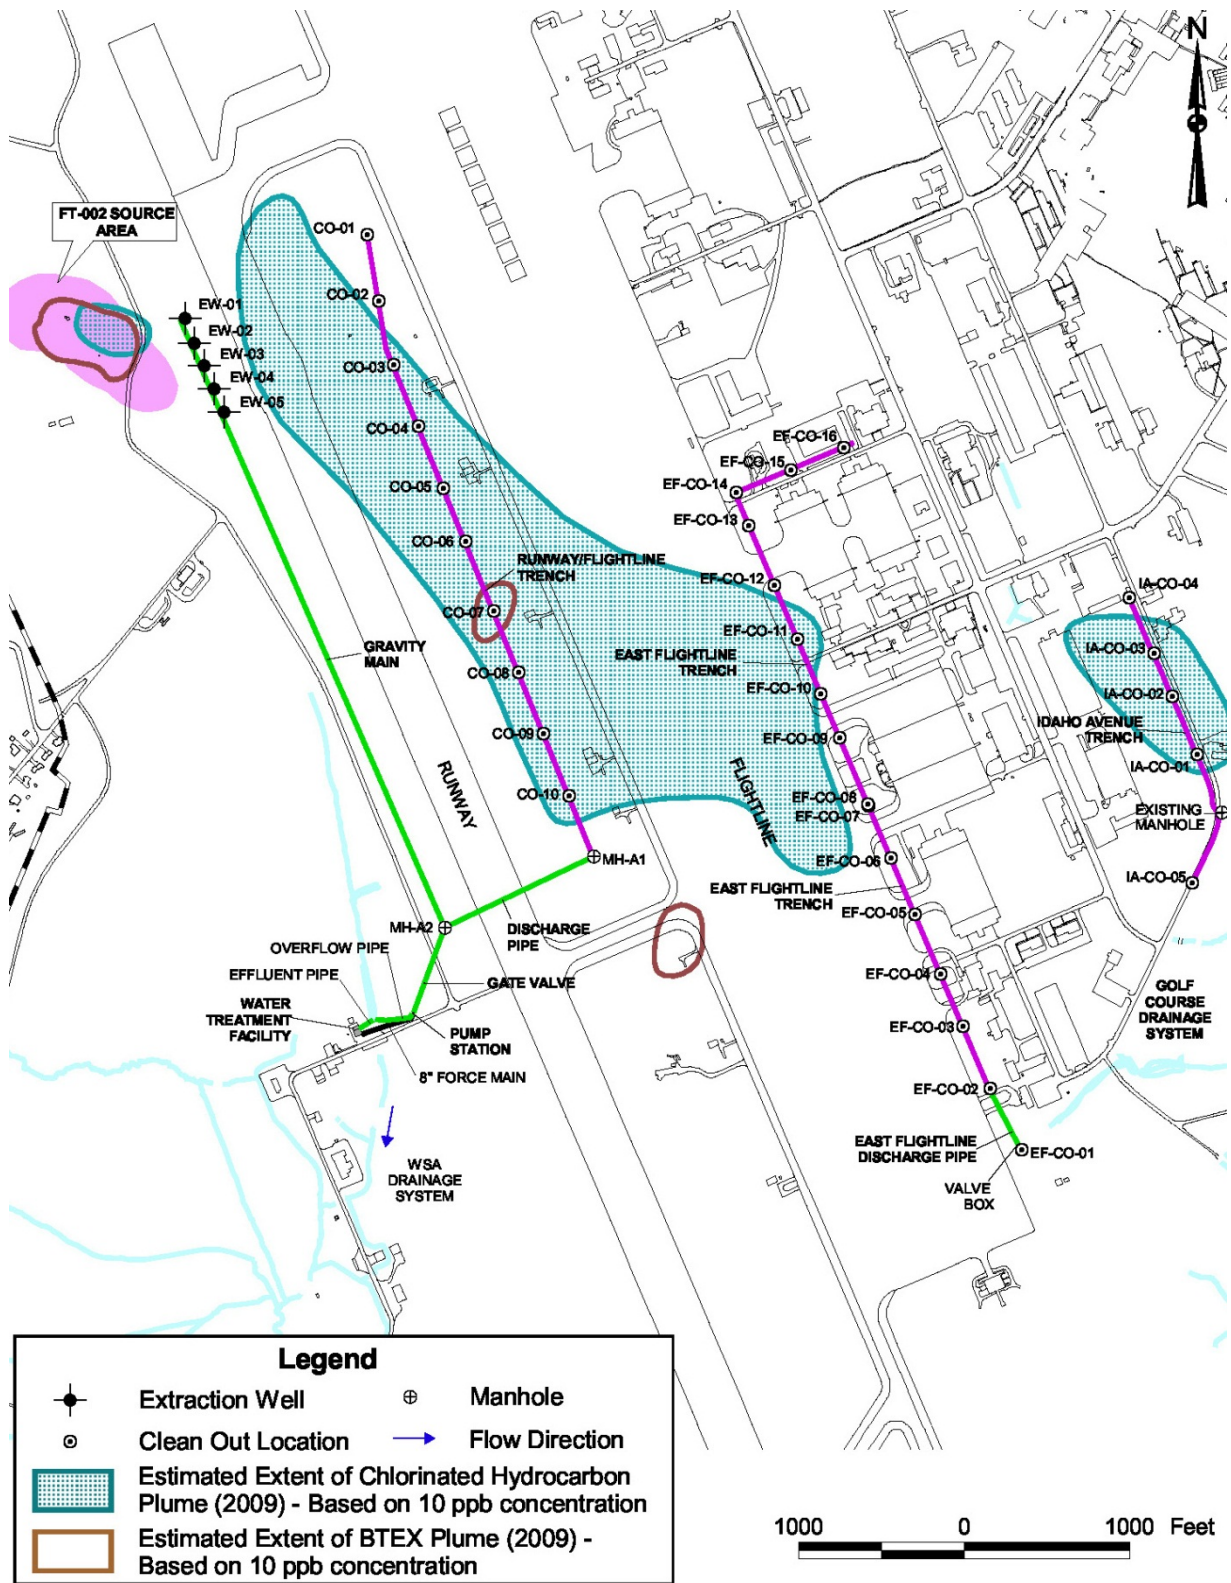 N
FT-002 SOURCE
AREA
CO-01
CO-02
CO-03
CO-04
CO-05
CO-06
CO-07
CO-08
CO-09
CO-10
EW-01
EW-02
EW-03
EW-04
EW-05
EF-CO-16
EF-CO-15
EF-CO-14
EF-CO-13
EF-CO-12
EF-CO-11
EAST FLIGHTLINE
TRENCH
EF-CO-10
EF-CO-09
EF-CO-08
EF-CO-07
EF-CO-06
EAST FLIGHTLINE
TRENCH
EF-CO-05
EF-CO-04
EF-CO-03
EF-CO-02
EAST FLIGHTLINE
DISCHARGE PIPE
EF-CO-01
VALVE
BOX
RUNWAY/FLIGHTLINE
TRENCH
IA-CO-04
IA-CO-03
IA-CO-02
IDAHO AVENUE
TRENCH
IA-CO-01
EXISTING
MANHOLE
IA-CO-05
GRAVITY
MAIN
RUNWAY
FLIGHTLINE
MH-A1
MH-A2
DISCHARGE
PIPE
OVERFLOW PIPE
EFFLUENT PIPE
GATE VALVE
WATER
TREATMENT
FACILITY
PUMP
STATION
8" FORCE MAIN
WSA
DRAINAGE
SYSTEM
GOLF
COURSE
DRAINAGE
SYSTEM
Legend
Extraction Well
Manhole
Clean Out Location
Flow Direction
Estimated Extent of Chlorinated Hydrocarbon
Plume (2009) - Based on 10 ppb concentration
Estimated Extent of BTEX Plume (2009) -
Based on 10 ppb concentration
1000 0 1000 Feet